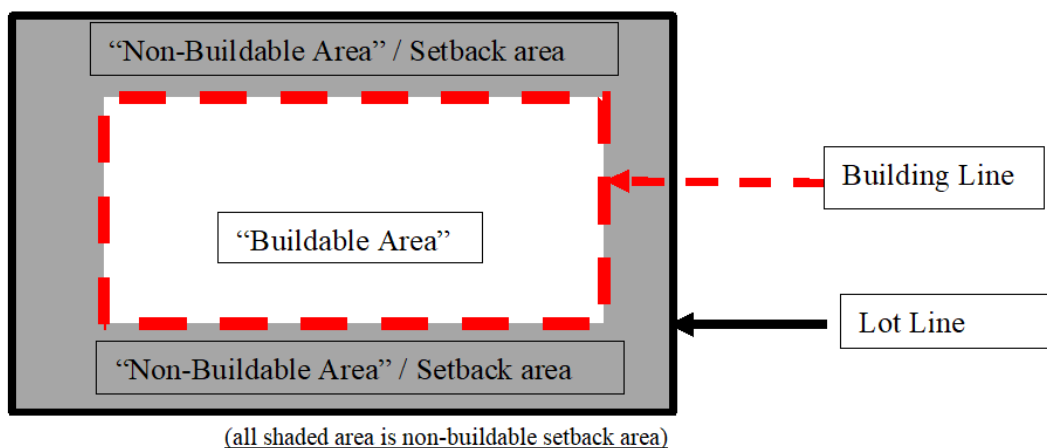 “Non-Buildable Area” / Setback area
Building Line
“Buildable Area”
Lot Line
“Non-Buildable Area” / Setback area
(all shaded area is non-buildable setback area)